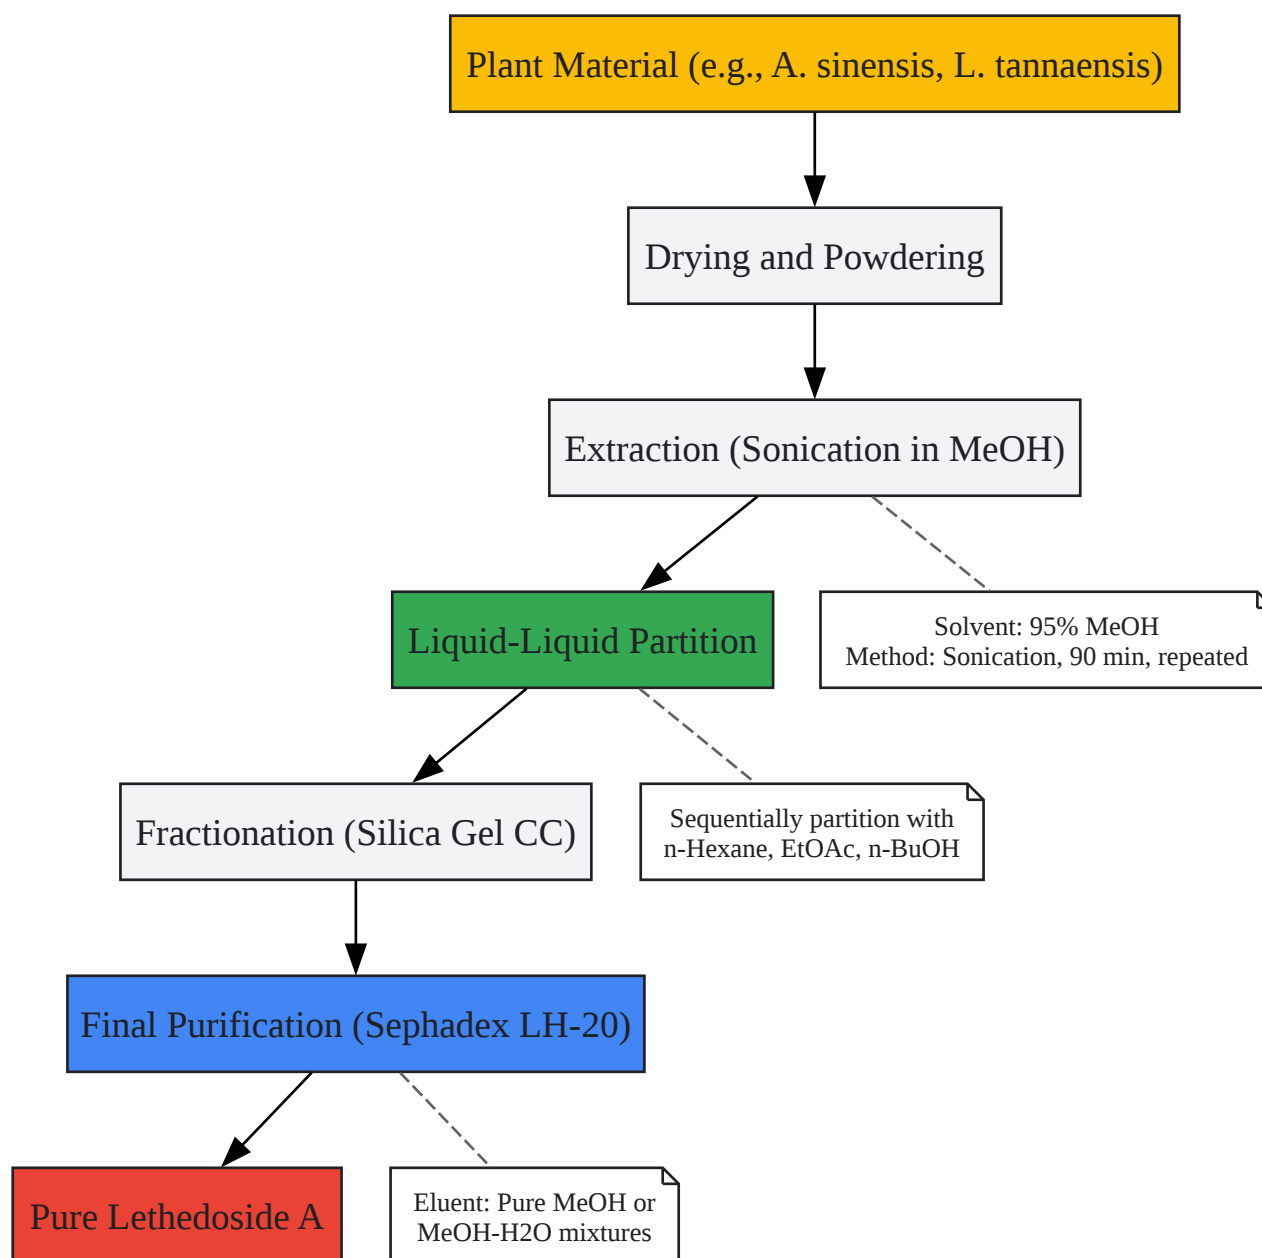 Plant Material (e.g., A. sinensis, L. tannaensis)
Drying and Powdering
Extraction (Sonication in MeOH)
Liquid-Liquid Partition
Solvent: 95% MeOH
Method: Sonication, 90 min, repeated
Fractionation (Silica Gel CC)
Sequentially partition with
n-Hexane, EtOAc, n-BuOH
Final Purification (Sephadex LH-20)
Pure Lethedoside A
Eluent: Pure MeOH or
MeOH-H2O mixtures